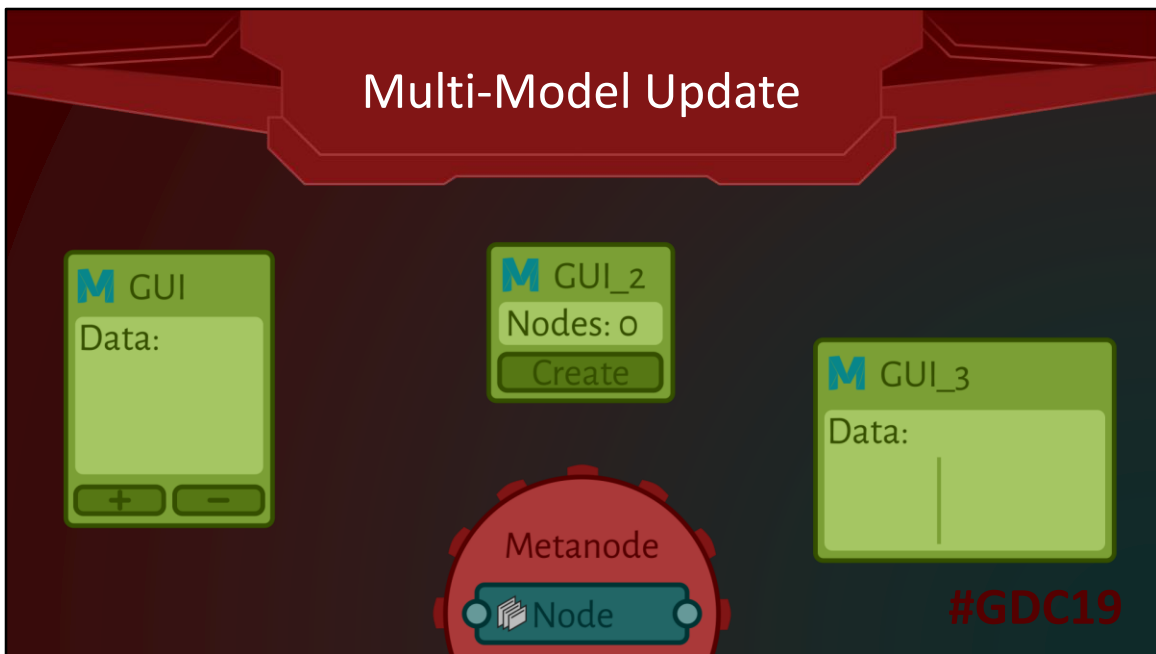 Multi-Model Update
M GUI
Data:
+ −
M GUI_2
Nodes: 0
Create
M GUI_3
Data:
Metanode
Node
#GDC19